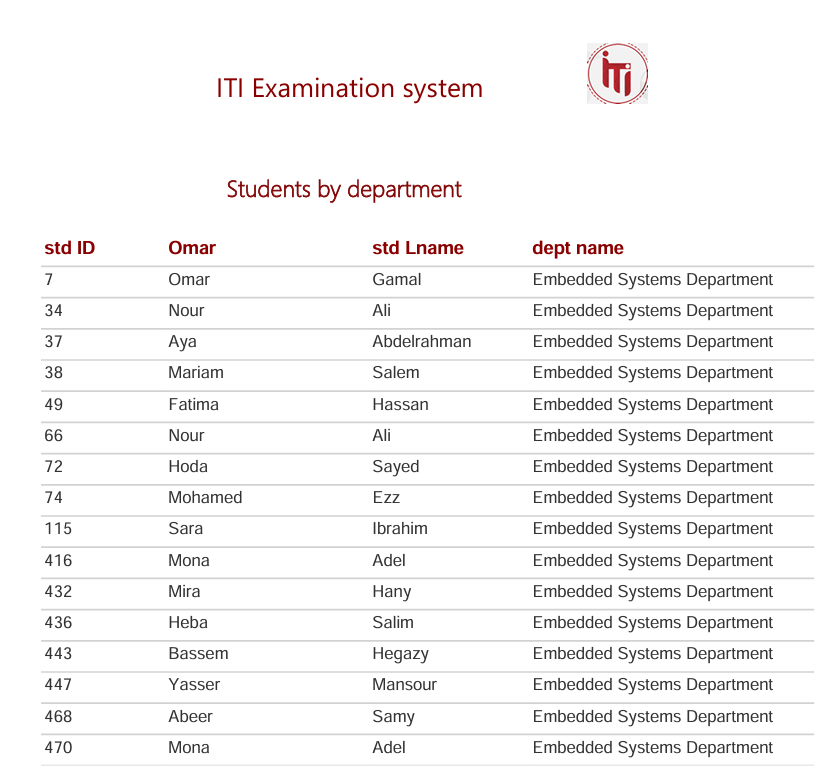 ITI Examination system
iTi
Students by department
std ID Omar std Lname dept name
7 Omar Gamal Embedded Systems Department
34 Nour Ali Embedded Systems Department
37 Aya Abdelrahman Embedded Systems Department
38 Mariam Salem Embedded Systems Department
49 Fatima Hassan Embedded Systems Department
66 Nour Ali Embedded Systems Department
72 Hoda Sayed Embedded Systems Department
74 Mohamed Ezz Embedded Systems Department
115 Sara Ibrahim Embedded Systems Department
416 Mona Adel Embedded Systems Department
432 Mira Hany Embedded Systems Department
436 Heba Salim Embedded Systems Department
443 Bassem Hegazy Embedded Systems Department
447 Yasser Mansour Embedded Systems Department
468 Abeer Samy Embedded Systems Department
470 Mona Adel Embedded Systems Department